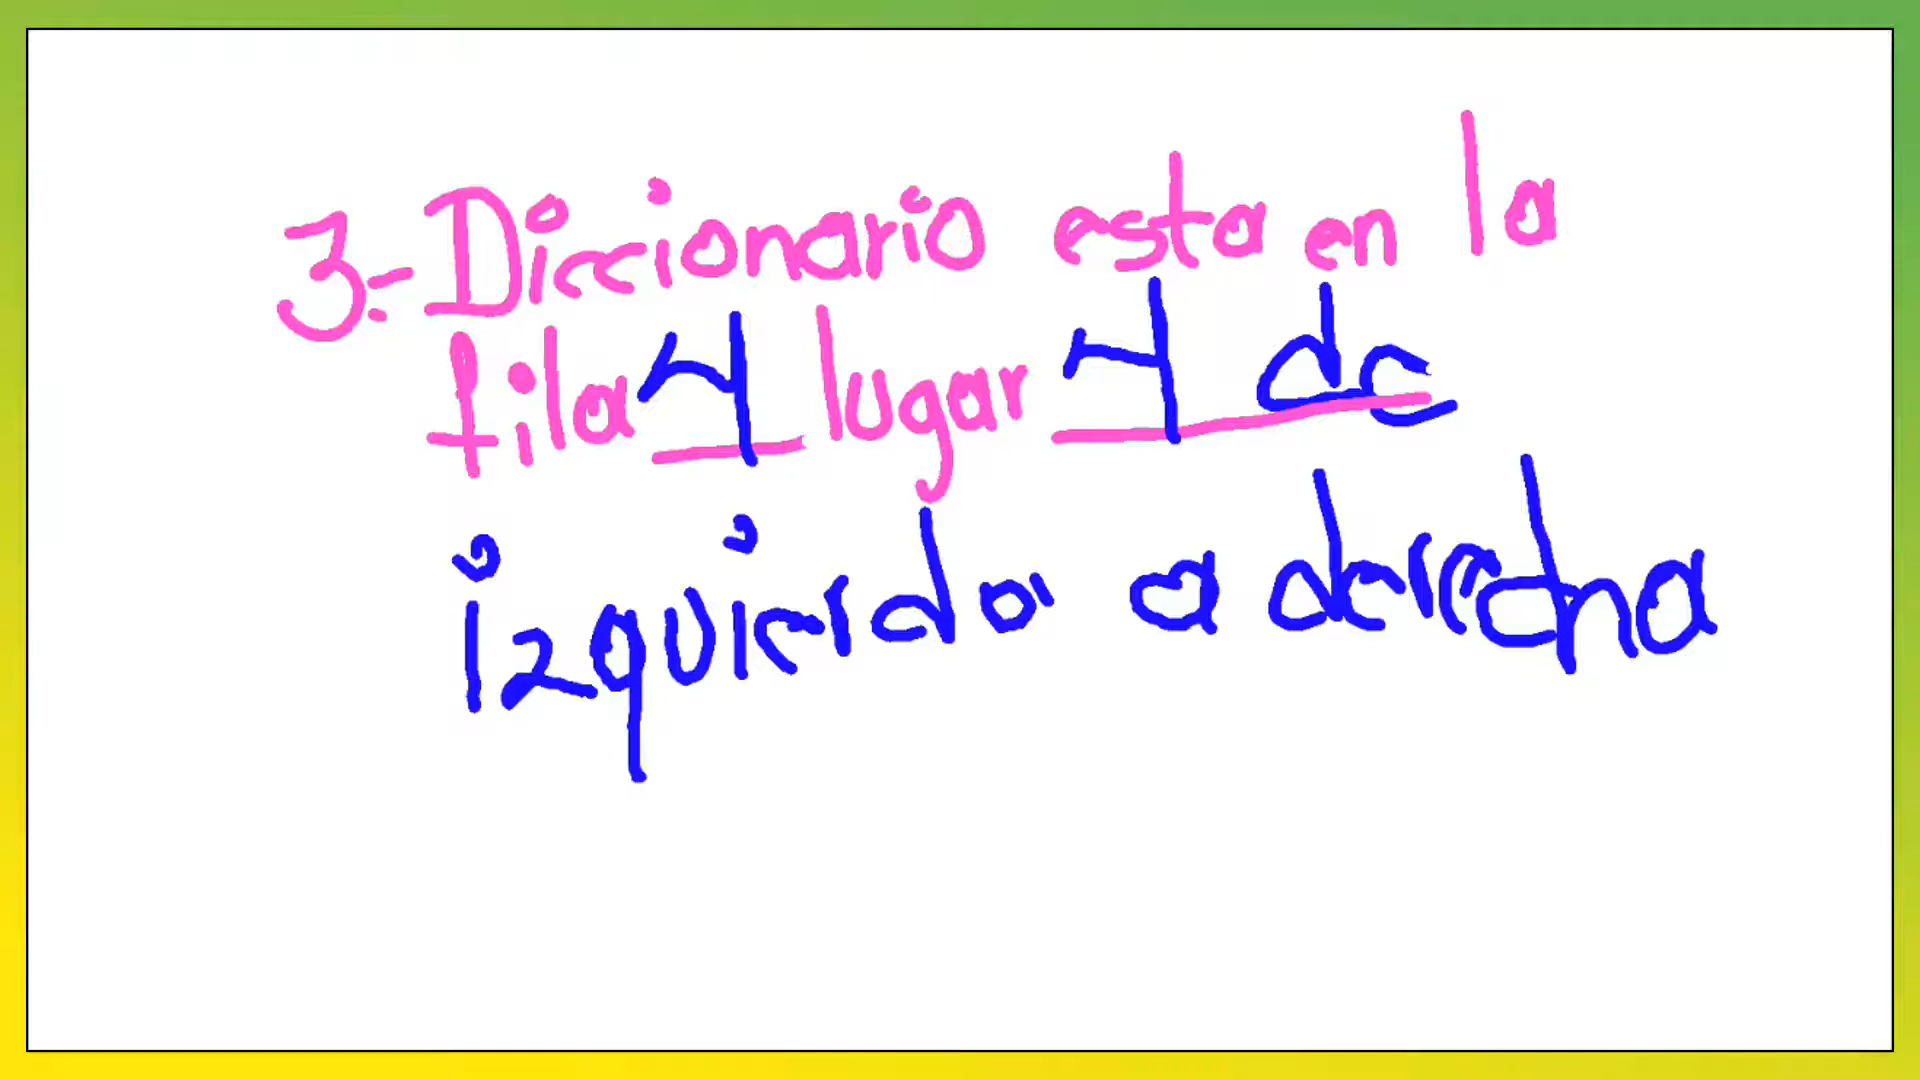 3.- Diccionario esta en la
fila 4 lugar 4 de
izquierda a derecha